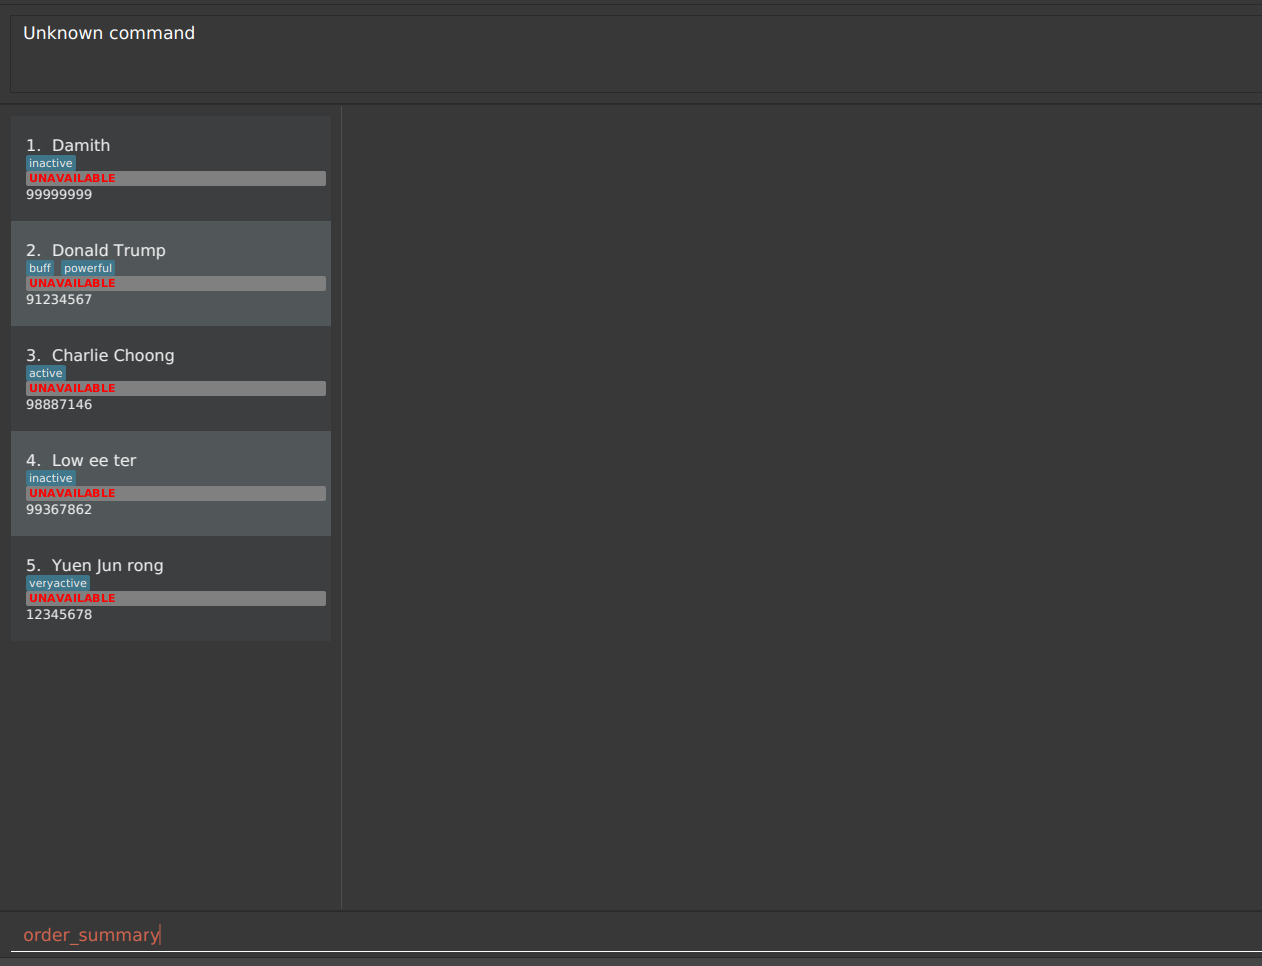 Unknown command
1. Damith
inactive
UNAVAILABLE
99999999
2. Donald Trump
buff powerful
UNAVAILABLE
91234567
3. Charlie Choong
active
UNAVAILABLE
98887146
4. Low ee ter
inactive
UNAVAILABLE
99367862
5. Yuen Jun rong
veryactive
UNAVAILABLE
12345678
order_summary